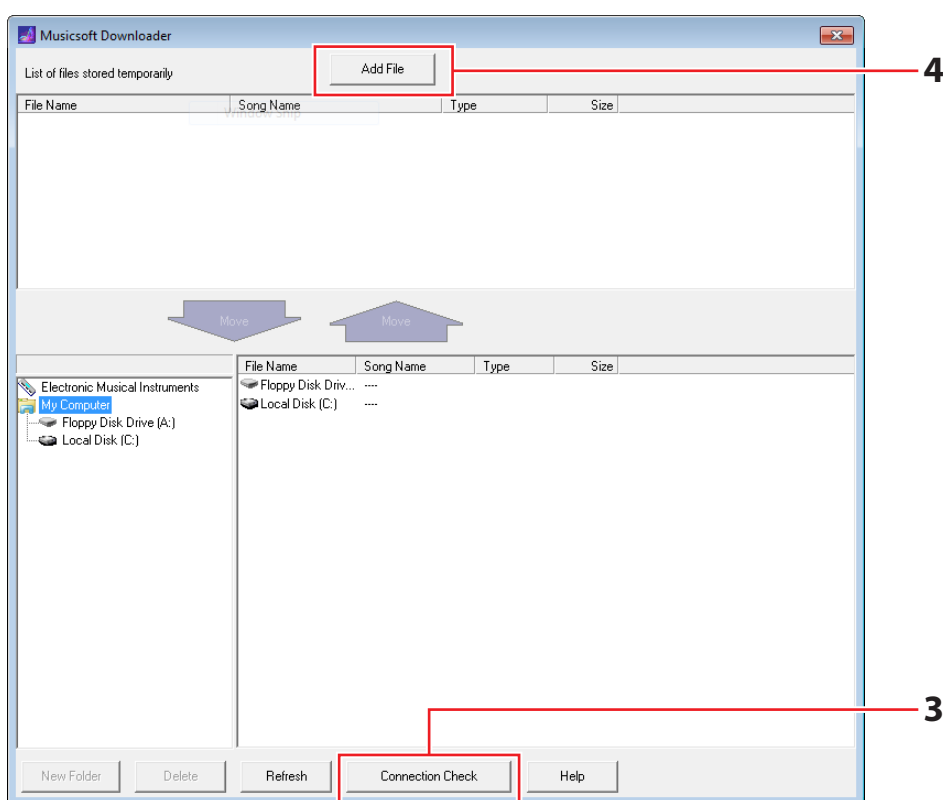 Musicsoft Downloader
List of files stored temporarily
Add File
4
File Name Song Name Type Size
Window Snip
Move Move
File Name Song Name Type Size
Electronic Musical Instruments
My Computer
Floppy Disk Drive (A:)
Local Disk (C:)
Floppy Disk Driv... ----
Local Disk (C:) ----
3
New Folder Delete Refresh Connection Check Help